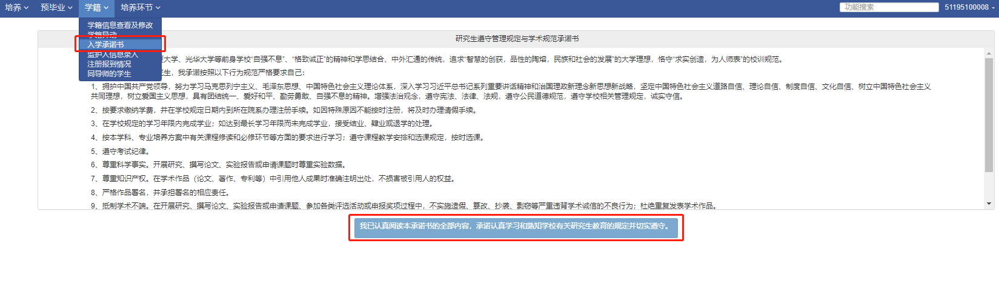 培养 预毕业 学籍 培养环节 功能搜索 51195100008
学籍信息查看及修改
学籍异动
入学承诺书
监护人信息录入
注册报到情况
同导师的学生
研究生遵守管理规定与学术规范承诺书
大学、光华大学等前身学校“自强不息”、“格致诚正”的精神和学思结合、中外汇通的传统，追求“智慧的创获，品性的陶熔，民族和社会的发展”的大学理想，恪守“求实创造，为人师表”的校训规范。
生，我承诺按照以下行为规范严格要求自己：
1、拥护中国共产党领导，努力学习马克思列宁主义、毛泽东思想、中国特色社会主义理论体系，深入学习习近平总书记系列重要讲话精神和治国理政新理念新思想新战略，坚定中国特色社会主义道路自信、理论自信、制度自信、文化自信、树立中国特色社会主义
共同理想，树立爱国主义思想，具有团结统一、爱好和平、勤劳勇敢、自强不息的精神。增强法治观念，遵守宪法、法律、法规，遵守公民道德规范，遵守学校相关管理规定，诚实守信。
2、按要求缴纳学费，并在学校规定日期内到所在院系办理注册手续。如因特殊原因不能按时注册，将及时办理请假手续。
3、在学校规定的学习年限内完成学业；如达到最长学习年限而未完成学业，接受结业、肄业或退学的处理。
4、按本学科、专业培养方案中有关课程修读和必修环节等方面的要求进行学习；遵守课程教学安排和选课规定，按时选课。
5、遵守考试纪律。
6、尊重科学事实。开展研究、撰写论文、实验报告或申请课题时尊重实验数据。
7、尊重知识产权。在学术作品（论文、著作、专利等）中引用他人成果时准确注明出处，不损害被引用人的权益。
8、严格作品署名，并承担署名的相应责任。
9、抵制学术不端。在开展研究、撰写论文、实验报告或申请课题、参加各类评选活动或申报奖项过程中，不实施造假、篡改、抄袭、剽窃等严重违背学术诚信的不良行为；杜绝重复发表学术作品。
我已认真阅读本承诺书的全部内容，承诺认真学习和熟知学校有关研究生教育的规定并切实遵守。